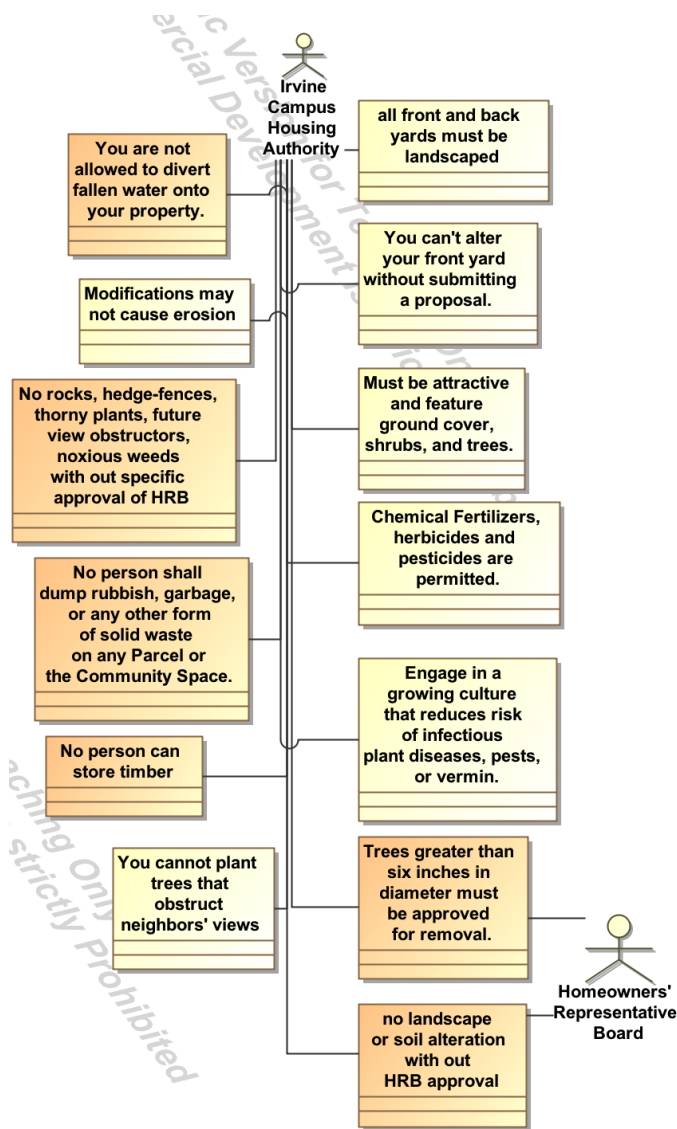 Irvine
Campus
Housing
Authority
all front and back
yards must be
landscaped
You are not
allowed to divert
fallen water onto
your property.
You can't alter
your front yard
without submitting
a proposal.
Modifications may
not cause erosion
Must be attractive
and feature
ground cover,
shrubs, and trees.
No rocks, hedge-fences,
thorny plants, future
view obstructors,
noxious weeds
with out specific
approval of HRB
Chemical Fertilizers,
herbicides and
pesticides are
permitted.
No person shall
dump rubbish, garbage,
or any other form
of solid waste
on any Parcel or
the Community Space.
Engage in a
growing culture
that reduces risk
of infectious
plant diseases, pests,
or vermin.
No person can
store timber
You cannot plant
trees that
obstruct
neighbors' views
Trees greater than
six inches in
diameter must
be approved
for removal.
Homeowners'
Representative
Board
no landscape
or soil alteration
with out
HRB approval
Version for
Development
aching Only
strictly Prohibited